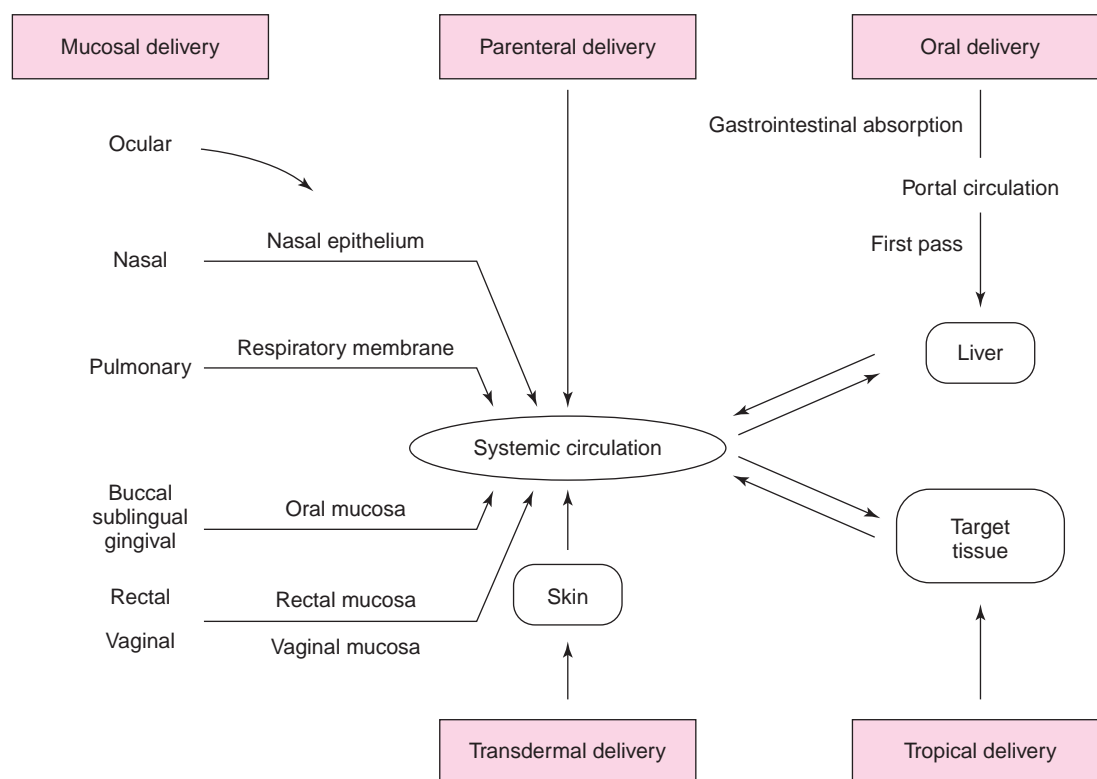 Mucosal delivery
Parenteral delivery
Oral delivery
Gastrointestinal absorption
Ocular
Portal circulation
Nasal epithelium
First pass
Nasal
Respiratory membrane
Liver
Pulmonary
Systemic circulation
Buccal
sublingual
gingival
Oral mucosa
Target
tissue
Rectal
Rectal mucosa
Skin
Vaginal
Vaginal mucosa
Transdermal delivery
Tropical delivery